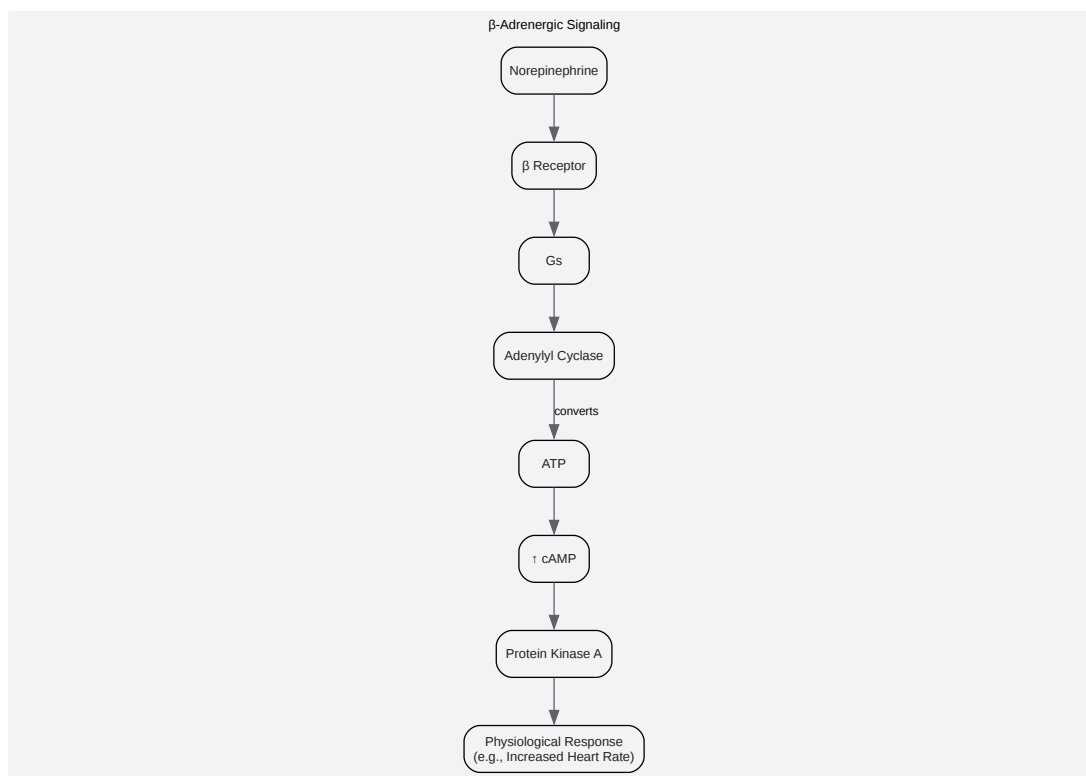 β-Adrenergic Signaling
Norepinephrine
β Receptor
Gs
Adenylyl Cyclase
converts
ATP
↑ cAMP
Protein Kinase A
Physiological Response
(e.g., Increased Heart Rate)